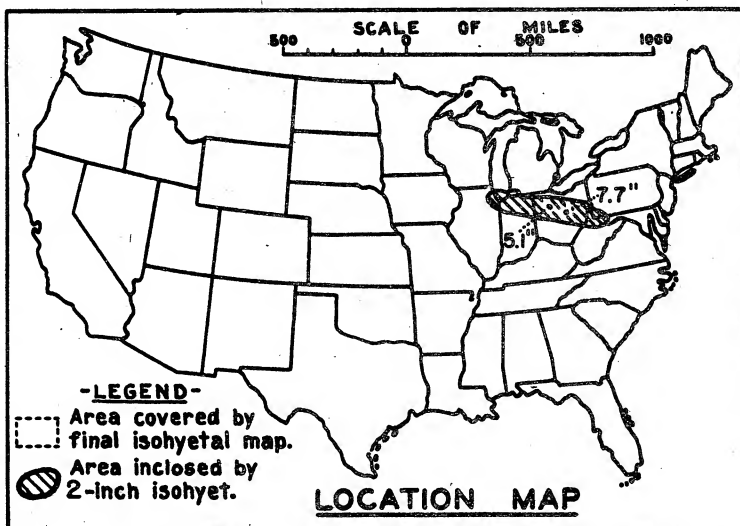 SCALE OF MILES
500 0 500 1000
7.7"
5.1"
-LEGEND-
Area covered by
final isohyetal map.
Area inclosed by
2-inch isohyet.
LOCATION MAP